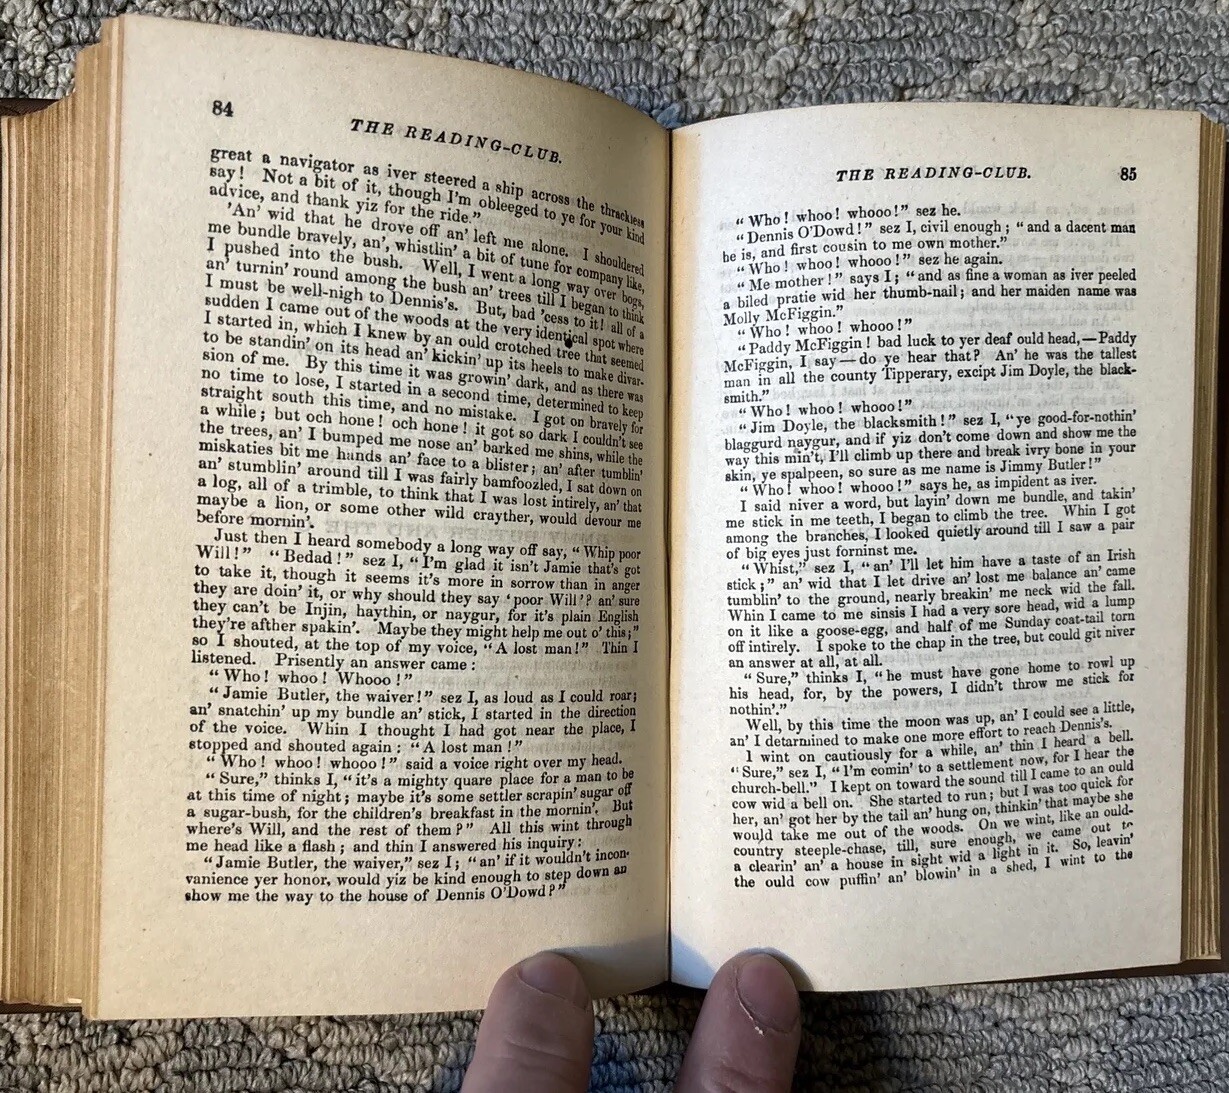 84
THE READING-CLUB.
great a navigator as iver steered a ship across the thrackless
say! Not a bit of it, though I'm obleeged to ye for your kind
advice, and thank yiz for the ride."
'An' wid that he drove off an' left me alone. I shouldered
me bundle bravely, an', whistlin' a bit of tune for company like,
I pushed into the bush. Well, I went a long way over bogs,
an' turnin' round among the bush an' trees till I began to think
I must be well-nigh to Dennis's. But, bad 'cess to it! all of a
sudden I came out of the woods at the very identical spot where
I started in, which I knew by an ould crotched tree that seemed
to be standin' on its head an' kickin' up its heels to make divar-
sion of me. By this time it was growin' dark, and as there was
no time to lose, I started in a second time, determined to keep
straight south this time, and no mistake. I got on bravely for
a while; but och hone! och hone! it got so dark I couldn't see
the trees, an' I bumped me nose an' barked me shins, while the
miskaties bit me hands an' face to a blister; an' after tumblin'
an' stumblin' around till I was fairly bamfoozled, I sat down on
a log, all of a trimble, to think that I was lost intirely, an' that
maybe a lion, or some other wild crayther, would devour me
before mornin'.
Just then I heard somebody a long way off say, "Whip poor
Will!" "Bedad!" sez I, "I'm glad it isn't Jamie that's got
to take it, though it seems it's more in sorrow than in anger
they are doin' it, or why should they say 'poor Will'? an' sure
they can't be Injin, haythin, or naygur, for it's plain English
they're afther spakin'. Maybe they might help me out o' this;"
so I shouted, at the top of my voice, "A lost man!" Thin I
listened. Prisently an answer came:
"Who! whoo! Whooo!"
"Jamie Butler, the waiver!" sez I, as loud as I could roar;
an' snatchin' up my bundle an' stick, I started in the direction
of the voice. Whin I thought I had got near the place, I
stopped and shouted again: "A lost man!"
"Who! whoo! whooo!" said a voice right over my head.
"Sure," thinks I, "it's a mighty quare place for a man to be
at this time of night; maybe it's some settler scrapin' sugar off
a sugar-bush, for the children's breakfast in the mornin'. But
where's Will, and the rest of them?" All this wint through
me head like a flash; and thin I answered his inquiry:
"Jamie Butler, the waiver," sez I; "an' if it wouldn't incon-
vanience yer honor, would yiz be kind enough to step down an
show me the way to the house of Dennis O'Dowd?"
THE READING-CLUB.
85
"Who! whoo! whooo!" sez he.
"Dennis O'Dowd!" sez I, civil enough; "and a dacent man
he is, and first cousin to me own mother."
"Who! whoo! whooo!" sez he again.
"Me mother!" says I; "and as fine a woman as iver peeled
a biled pratie wid her thumb-nail; and her maiden name was
Molly McFiggin."
"Who! whoo! whooo!"
"Paddy McFiggin! bad luck to yer deaf ould head,—Paddy
McFiggin, I say—do ye hear that? An' he was the tallest
man in all the county Tipperary, excipt Jim Doyle, the black-
smith."
"Who! whoo! whooo!"
"Jim Doyle, the blacksmith!" sez I, "ye good-for-nothin'
blaggurd naygur, and if yiz don't come down and show me the
way this min't, I'll climb up there and break ivry bone in your
skin, ye spalpeen, so sure as me name is Jimmy Butler!"
"Who! whoo! whooo!" says he, as impident as iver.
I said niver a word, but layin' down me bundle, and takin'
me stick in me teeth, I began to climb the tree. Whin I got
among the branches, I looked quietly around till I saw a pair
of big eyes just forninst me.
"Whist," sez I, "an' I'll let him have a taste of an Irish
stick;" an' wid that I let drive an' lost me balance an' came
tumblin' to the ground, nearly breakin' me neck wid the fall.
Whin I came to me sinsis I had a very sore head, wid a lump
on it like a goose-egg, and half of me Sunday coat-tail torn
off intirely. I spoke to the chap in the tree, but could git niver
an answer at all, at all.
"Sure," thinks I, "he must have gone home to rowl up
his head, for, by the powers, I didn't throw me stick for
nothin'."
Well, by this time the moon was up, an' I could see a little,
an' I detarmined to make one more effort to reach Dennis's.
I wint on cautiously for a while, an' thin I heard a bell.
"Sure," sez I, "I'm comin' to a settlement now, for I hear the
church-bell." I kept on toward the sound till I came to an ould
cow wid a bell on. She started to run; but I was too quick for
her, an' got her by the tail an' hung on, thinkin' that maybe she
would take me out of the woods. On we wint, like an ould-
country steeple-chase, till, sure enough, we came out to
a clearin' an' a house in sight wid a light in it. So, leavin'
the ould cow puffin' an' blowin' in a shed, I wint to the